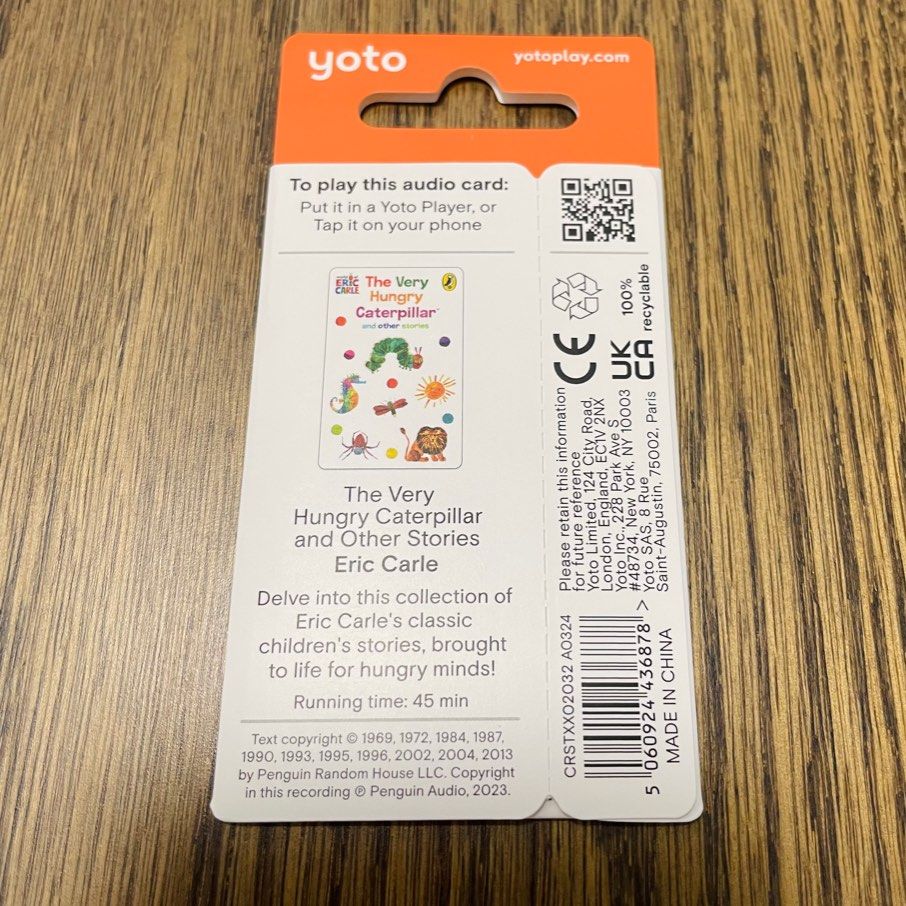 yoto
yotoplay.com
To play this audio card:
Put it in a Yoto Player, or
Tap it on your phone
ERIC
CARLE
The Very
Hungry
Caterpillar
and other stories
The Very
Hungry Caterpillar
and Other Stories
Eric Carle
Delve into this collection of
Eric Carle's classic
children's stories, brought
to life for hungry minds!
Running time: 45 min
Text copyright © 1969, 1972, 1984, 1987,
1990, 1993, 1995, 1996, 2002, 2004, 2013
by Penguin Random House LLC. Copyright
in this recording ℗ Penguin Audio, 2023.
100%
recyclable
CE
UK
CA
Please retain this information
for future reference
Yoto Limited, 124 City Road,
London, England, EC1V 2NX
Yoto Inc., 228 Park Ave S
#48734, New York, NY 10003
Yoto SAS, 8 Rue
Saint-Augustin, 75002, Paris
CRSTXX02032 A0324
5 060924 436878 >
MADE IN CHINA